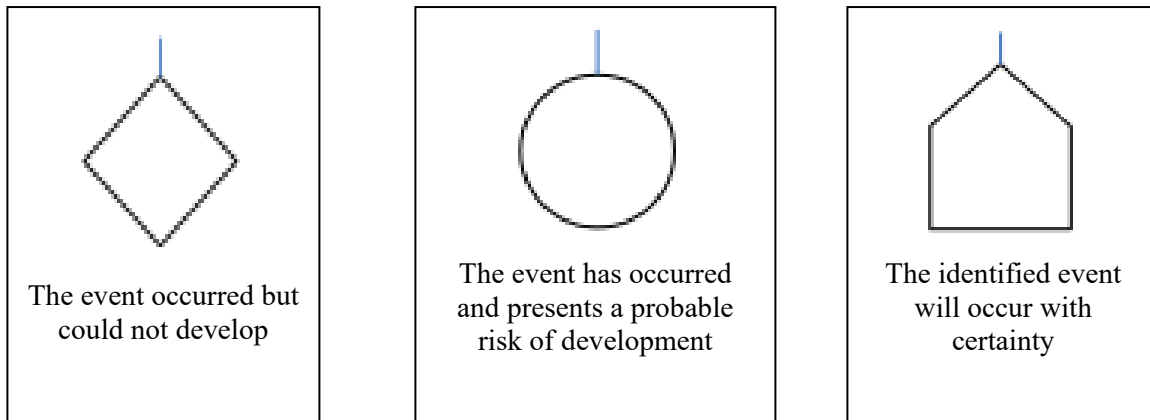 The event occurred but
could not develop
The event has occurred
and presents a probable
risk of development
The identified event
will occur with
certainty